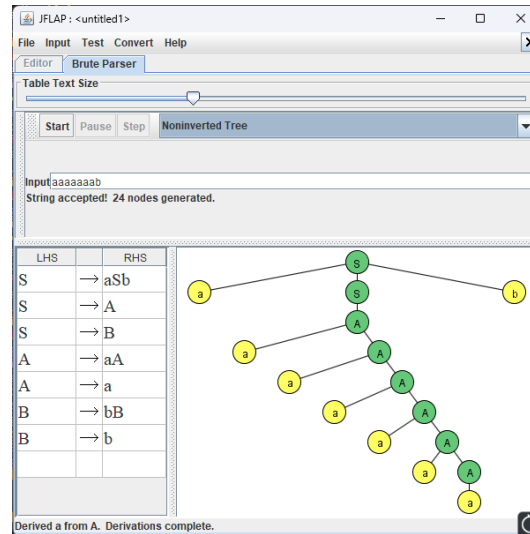 JFLAP : <untitled1>
File Input Test Convert Help
Editor Brute Parser
Table Text Size
Start Pause Step Noninverted Tree
Input aaaaaaab
String accepted! 24 nodes generated.
LHS RHS
S → aSb
S → A
S → B
A → aA
A → a
B → bB
B → b
S
a S b
A
a A
a A
a A
a A
a A
a
Derived a from A. Derivations complete.